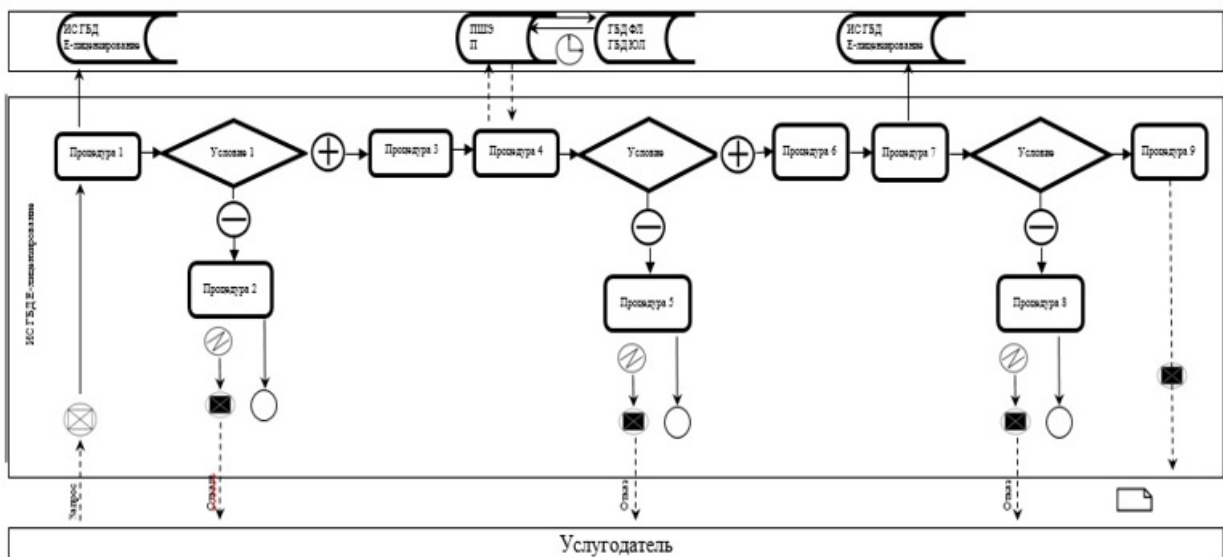 ИС ГБД
Е-лицензирование
ПШЭ
П
ГБД ФЛ
ГБД ЮЛ
ИС ГБД
Е-лицензирование
Процедура 1
Условие 1
Процедура 3
Процедура 4
Условие
Процедура 6
Процедура 7
Условие
Процедура 9
ИС ГБД Е-лицензирование
Процедура 2
Процедура 5
Процедура 8
Запрос
Отказ
Отказ
Услугодатель